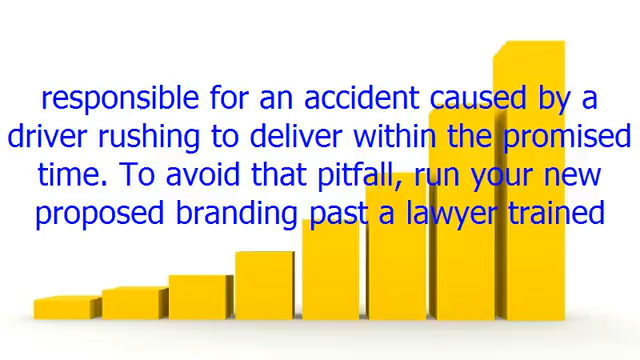 responsible for an accident caused by a
driver rushing to deliver within the promised
time. To avoid that pitfall, run your new
proposed branding past a lawyer trained